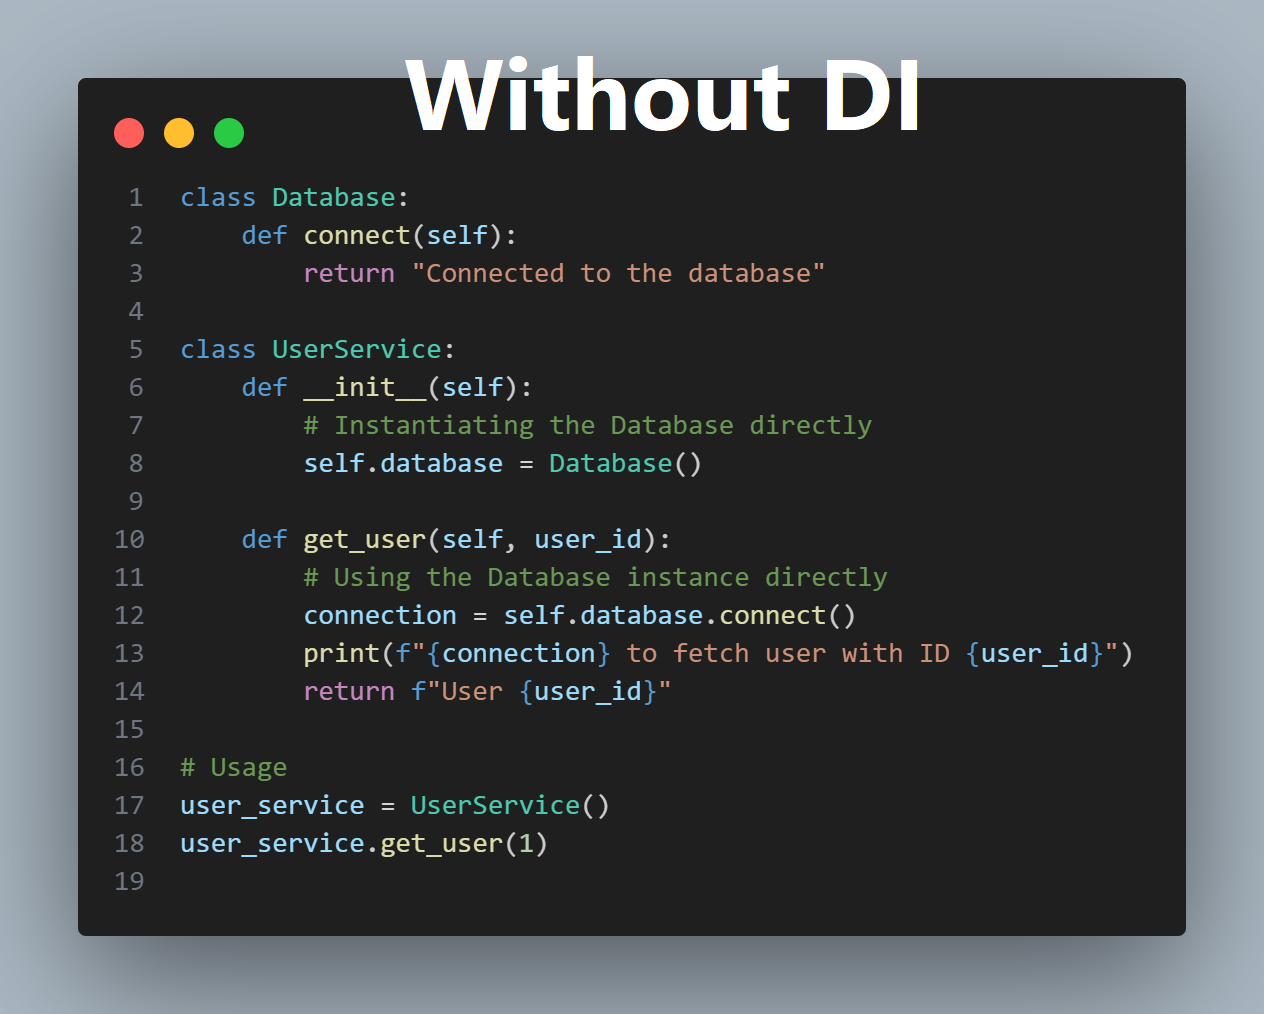 Without DI
1 class Database:
2     def connect(self):
3         return "Connected to the database"
4
5 class UserService:
6     def __init__(self):
7         # Instantiating the Database directly
8         self.database = Database()
9
10     def get_user(self, user_id):
11         # Using the Database instance directly
12         connection = self.database.connect()
13         print(f"{connection} to fetch user with ID {user_id}")
14         return f"User {user_id}"
15
16 # Usage
17 user_service = UserService()
18 user_service.get_user(1)
19